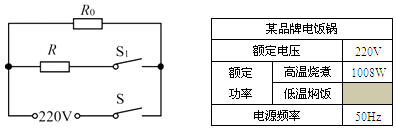 R₀
R S₁
220V S
某品牌电饭锅
额定电压 220V
额定功率 高温烧煮 1008W
低温焖饭
电源频率 50Hz